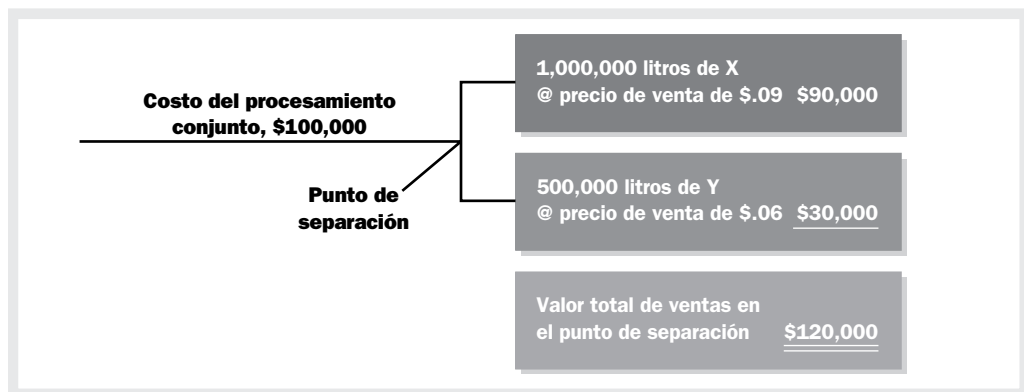 Costo del procesamiento
conjunto, $100,000
Punto de
separación
1,000,000 litros de X
@ precio de venta de $.09 $90,000
500,000 litros de Y
@ precio de venta de $.06 $30,000
Valor total de ventas en
el punto de separación $120,000